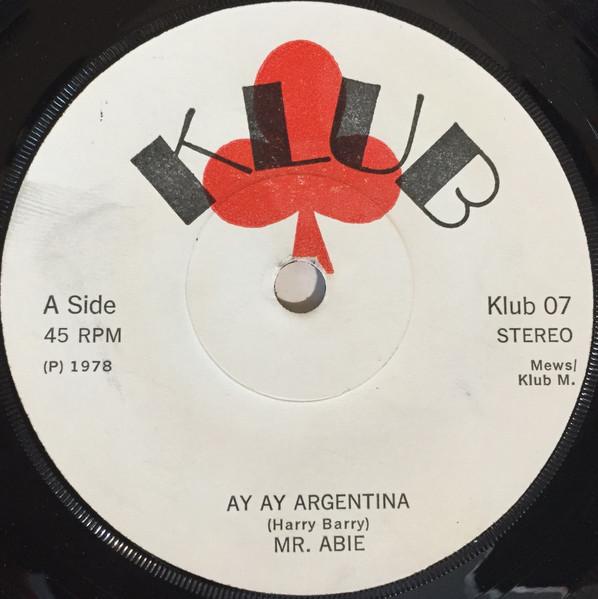 KLUB
A Side
45 RPM
(P) 1978
Klub 07
STEREO
Mews/
Klub M.
AY AY ARGENTINA
(Harry Barry)
MR. ABIE